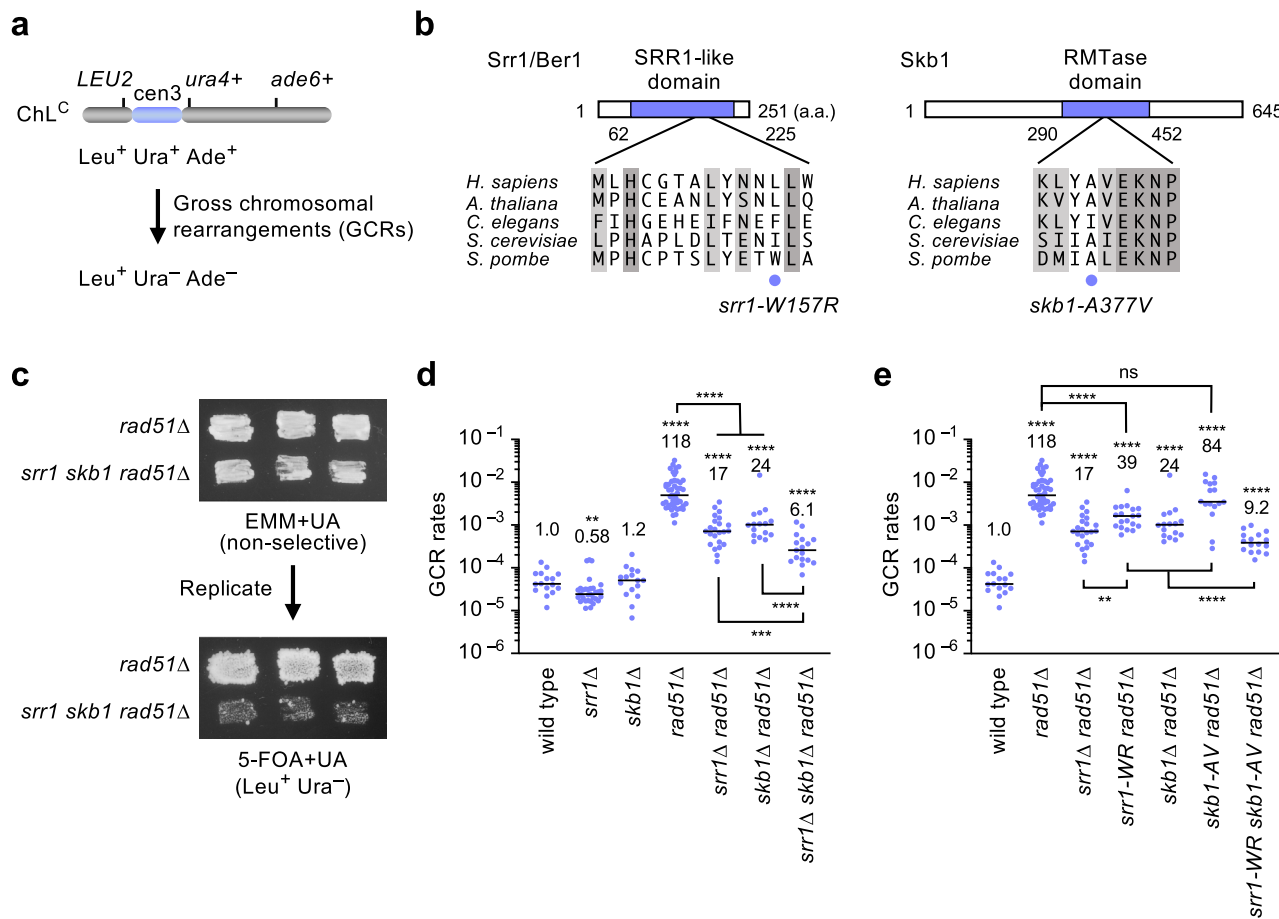 a
LEU2 cen3 ura4+ ade6+
ChL^C
Leu+ Ura+ Ade+
Gross chromosomal
rearrangements (GCRs)
Leu+ Ura– Ade–
b
Srr1/Ber1
SRR1-like
domain
1
251 (a.a.)
62
225
H. sapiens M L H C G T A L Y N N L L W
A. thaliana M P H C E A N L Y S N L L Q
C. elegans F I H G E H E I F N E F L E
S. cerevisiae L P H A P L D L T E N I L S
S. pombe M P H C P T S L Y E T W L A
srr1-W157R
Skb1
RMTase
domain
1
645
290
452
H. sapiens K L Y A V E K N P
A. thaliana K V Y A V E K N P
C. elegans K L Y I V E K N P
S. cerevisiae S I I A I E K N P
S. pombe D M I A L E K N P
skb1-A377V
c
rad51Δ
srr1 skb1 rad51Δ
EMM+UA
(non-selective)
Replicate
rad51Δ
srr1 skb1 rad51Δ
5-FOA+UA
(Leu+ Ura–)
d
GCR rates
10–1
10–2
10–3
10–4
10–5
10–6
****
1.0
**
0.58
1.2
****
118
****
17
****
24
****
6.1
****
***
wild type
srr1Δ
skb1Δ
rad51Δ
srr1Δ rad51Δ
skb1Δ rad51Δ
srr1Δ skb1Δ rad51Δ
e
GCR rates
10–1
10–2
10–3
10–4
10–5
10–6
ns
****
1.0
****
118
****
17
****
39
****
24
****
84
****
9.2
**
****
wild type
rad51Δ
srr1Δ rad51Δ
srr1-WR rad51Δ
skb1Δ rad51Δ
skb1-AV rad51Δ
srr1-WR skb1-AV rad51Δ